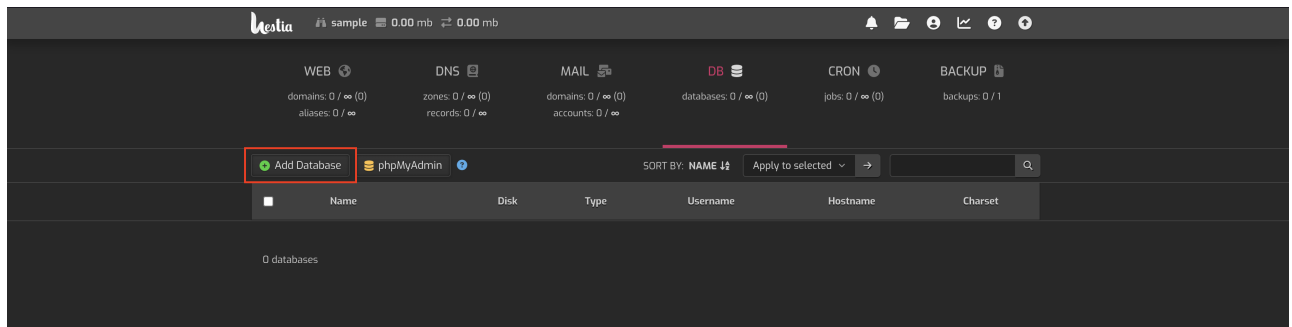 hestia sample 0.00 mb 0.00 mb
WEB DNS MAIL DB CRON BACKUP
domains: 0 / ∞ (0) zones: 0 / ∞ (0) domains: 0 / ∞ (0) databases: 0 / ∞ (0) jobs: 0 / ∞ (0) backups: 0 / 1
aliases: 0 / ∞ records: 0 / ∞ accounts: 0 / ∞
Add Database phpMyAdmin SORT BY: NAME Apply to selected
Name Disk Type Username Hostname Charset
0 databases